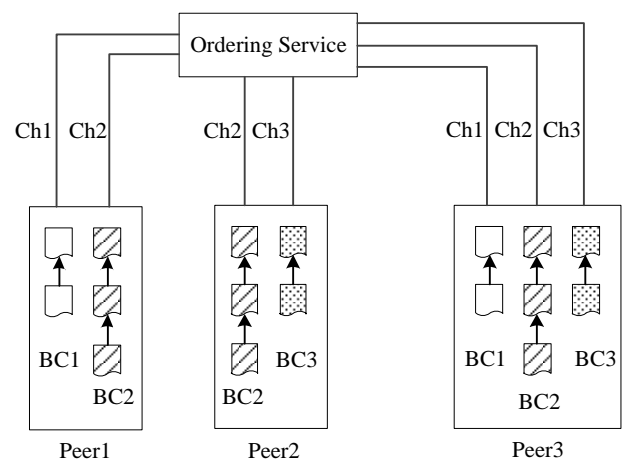 Ordering Service
Ch1 Ch2 Ch2 Ch3 Ch1 Ch2 Ch3
BC1
BC2
BC2
BC3
BC1
BC2
BC3
Peer1 Peer2 Peer3